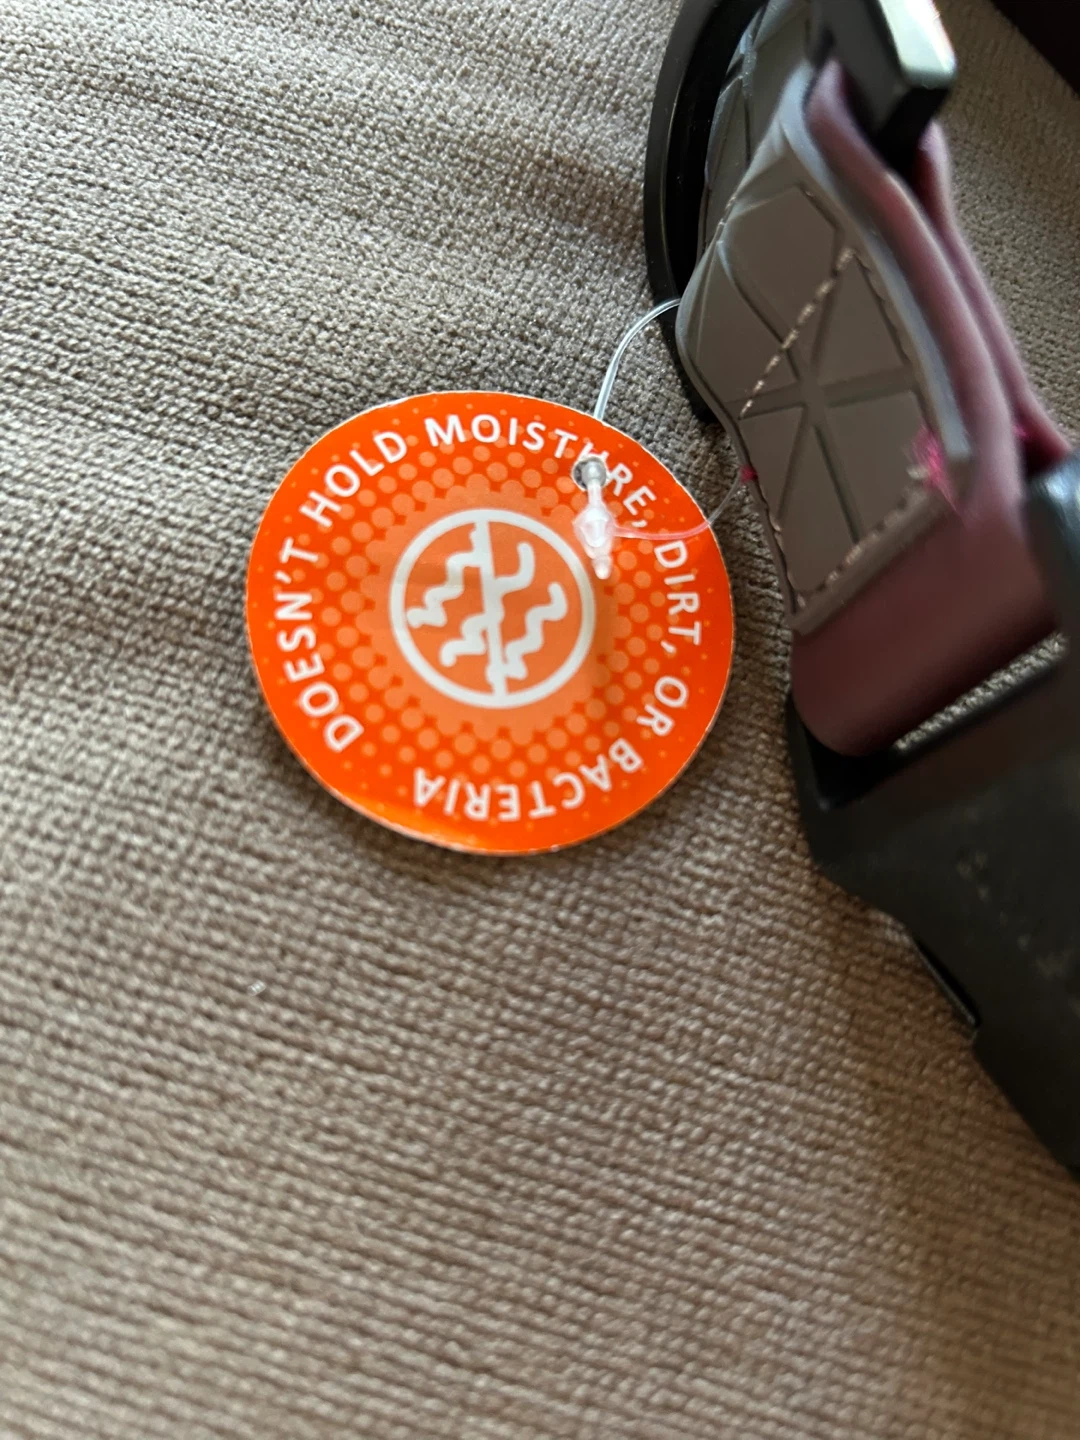 DOESN'T HOLD MOISTURE, DIRT, OR BACTERIA